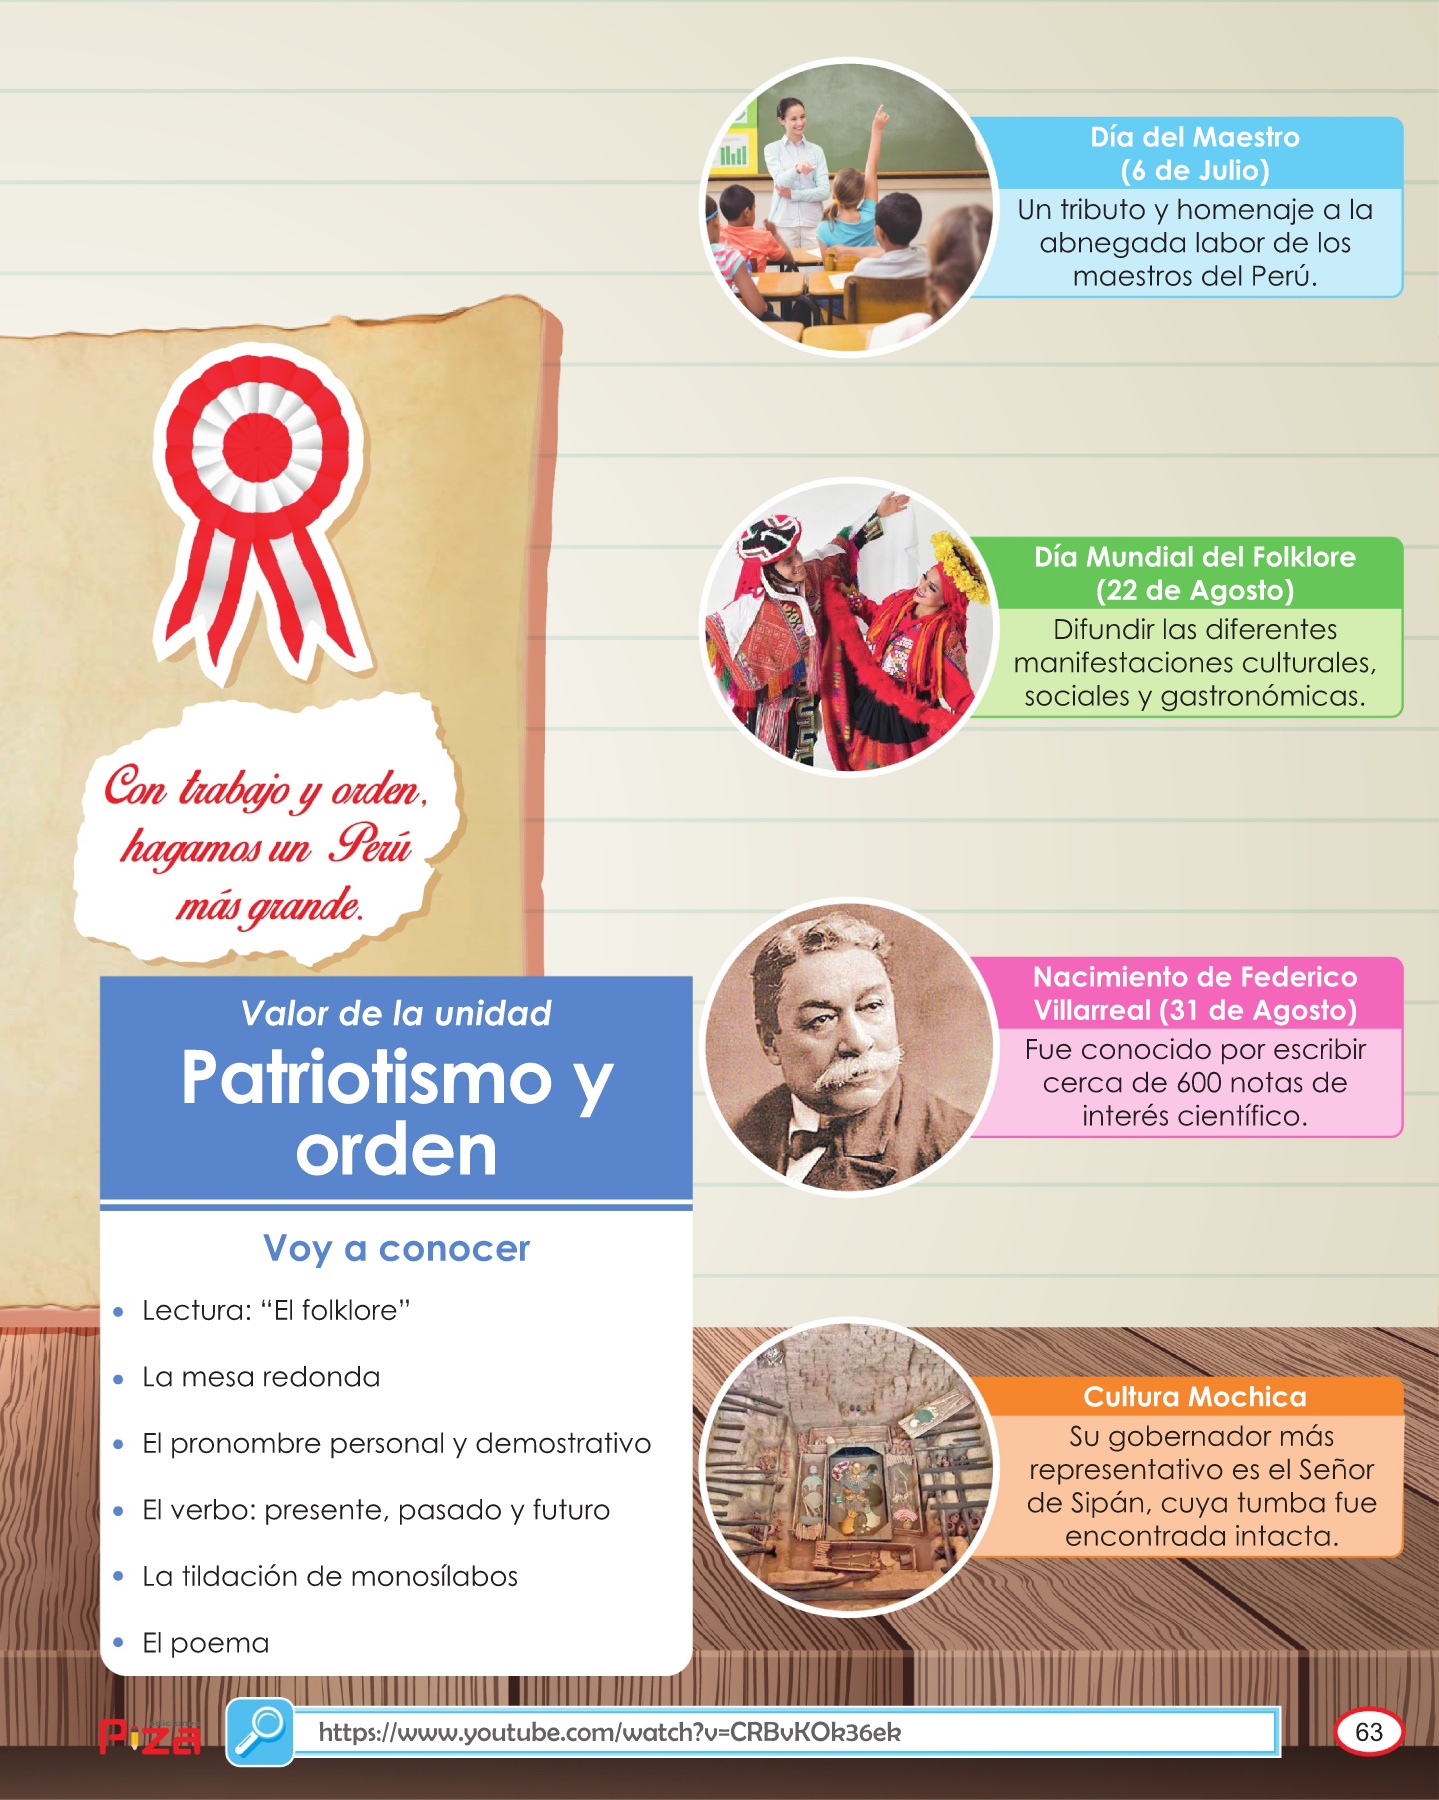 Día del Maestro
(6 de Julio)
Un tributo y homenaje a la
abnegada labor de los
maestros del Perú.
Día Mundial del Folklore
(22 de Agosto)
Difundir las diferentes
manifestaciones culturales,
sociales y gastronómicas.
Con trabajo y orden,
hagamos un Perú
más grande.
Nacimiento de Federico
Villarreal (31 de Agosto)
Fue conocido por escribir
cerca de 600 notas de
interés científico.
Valor de la unidad
Patriotismo y
orden
Voy a conocer
• Lectura: “El folklore”
• La mesa redonda
• El pronombre personal y demostrativo
• El verbo: presente, pasado y futuro
• La tildación de monosílabos
• El poema
Cultura Mochica
Su gobernador más
representativo es el Señor
de Sipán, cuya tumba fue
encontrada intacta.
Piza
https://www.youtube.com/watch?v=CRBvKOk36ek
63